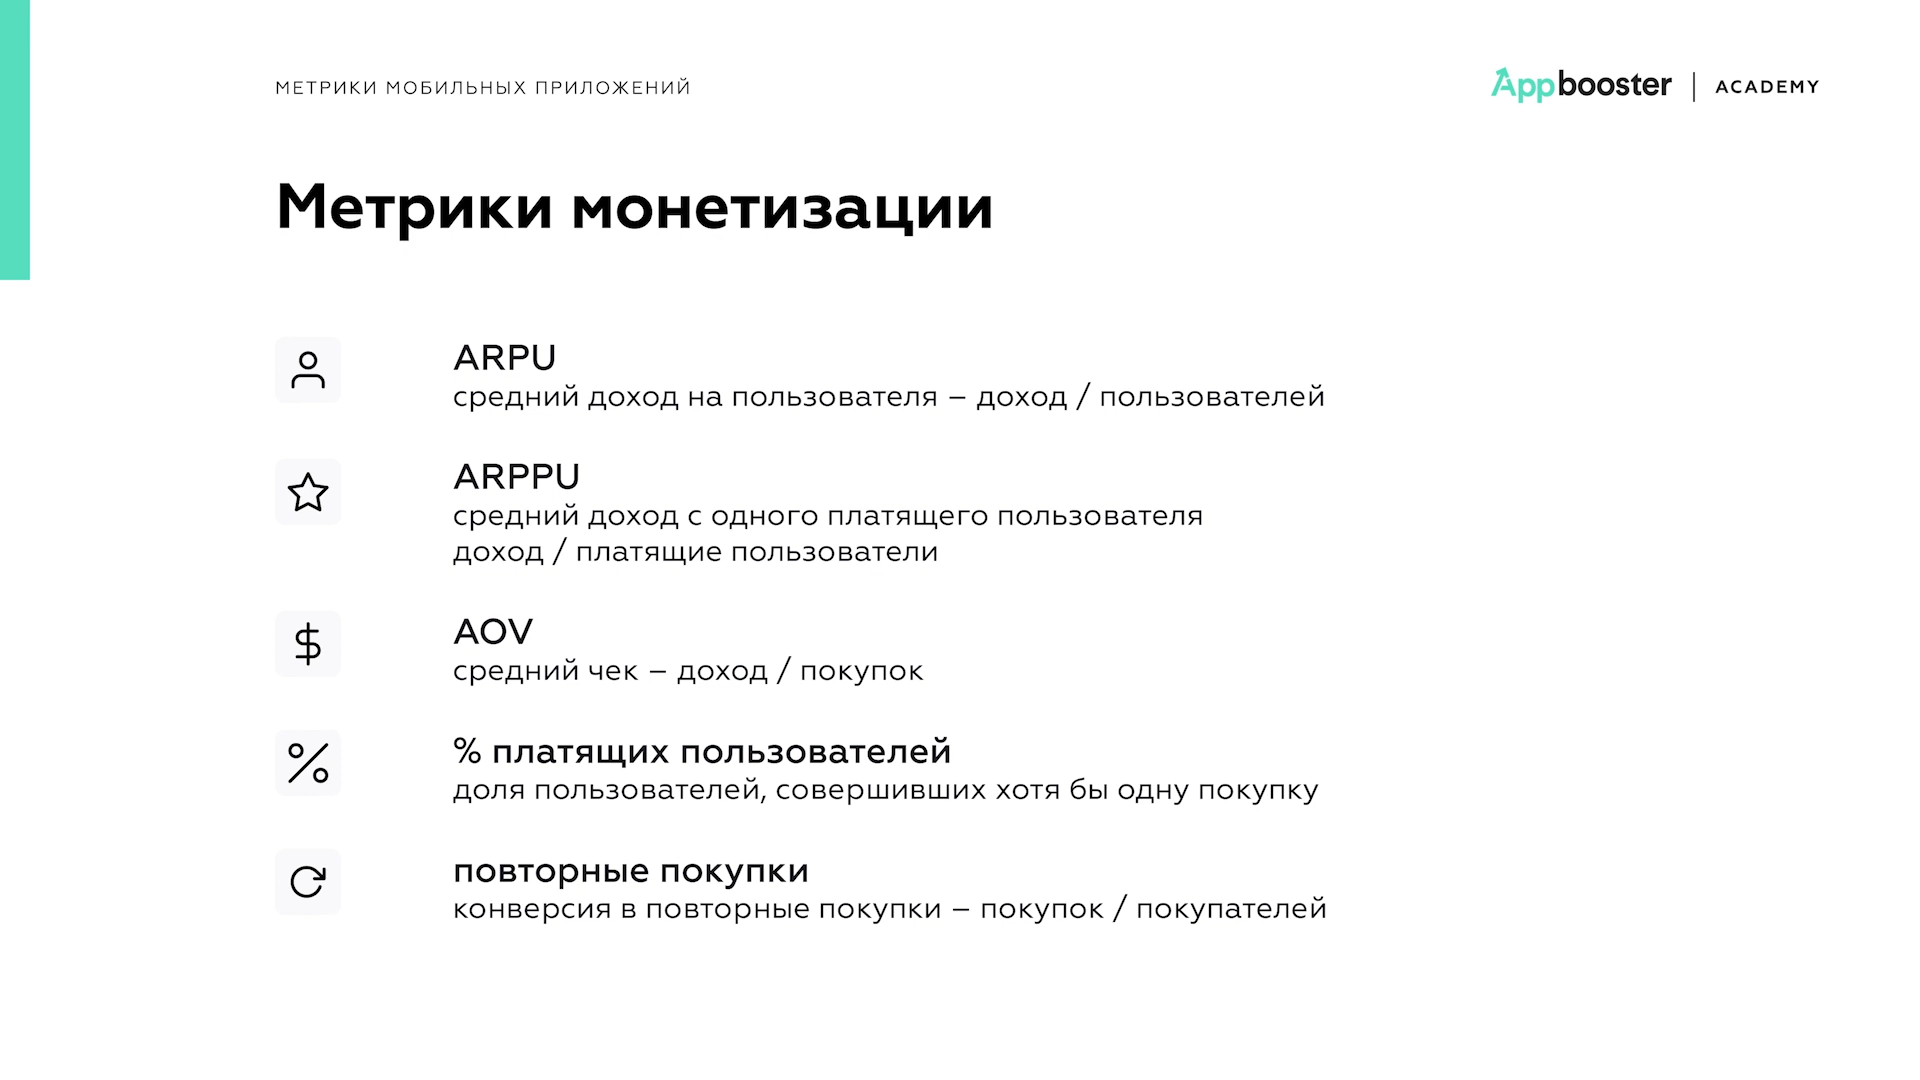 МЕТРИКИ МОБИЛЬНЫХ ПРИЛОЖЕНИЙ
Appbooster | ACADEMY
Метрики монетизации
ARPU
средний доход на пользователя – доход / пользователей
ARPPU
средний доход с одного платящего пользователя
доход / платящие пользователи
AOV
средний чек – доход / покупок
% платящих пользователей
доля пользователей, совершивших хотя бы одну покупку
повторные покупки
конверсия в повторные покупки – покупок / покупателей